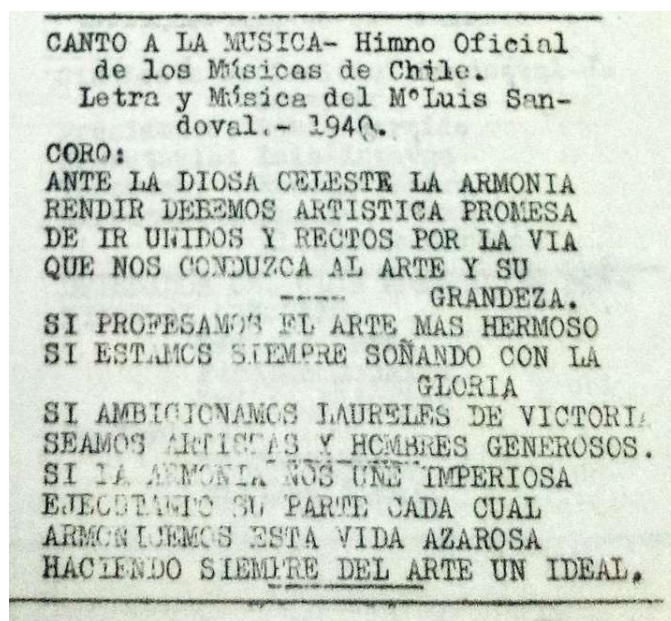 CANTO A LA MUSICA- Himno Oficial
de los Músicos de Chile.
Letra y Música del M°Luis San-
doval.- 1940.
CORO:
ANTE LA DIOSA CELESTE LA ARMONIA
RENDIR DEBEMOS ARTISTICA PROMESA
DE IR UNIDOS Y RECTOS POR LA VIA
QUE NOS CONDUZCA AL ARTE Y SU
---- GRANDEZA.
SI PROFESAMOS EL ARTE MAS HERMOSO
SI ESTAMOS SIEMPRE SOÑANDO CON LA
GLORIA
SI AMBICIONAMOS LAURELES DE VICTORIA
SEAMOS ARTISTAS Y HOMBRES GENEROSOS.
SI LA ARMONIA NOS UNE IMPERIOSA
EJECUTANTO SU PARTE CADA CUAL
ARMONICEMOS ESTA VIDA AZAROSA
HACIENDO SIEMPRE DEL ARTE UN IDEAL.